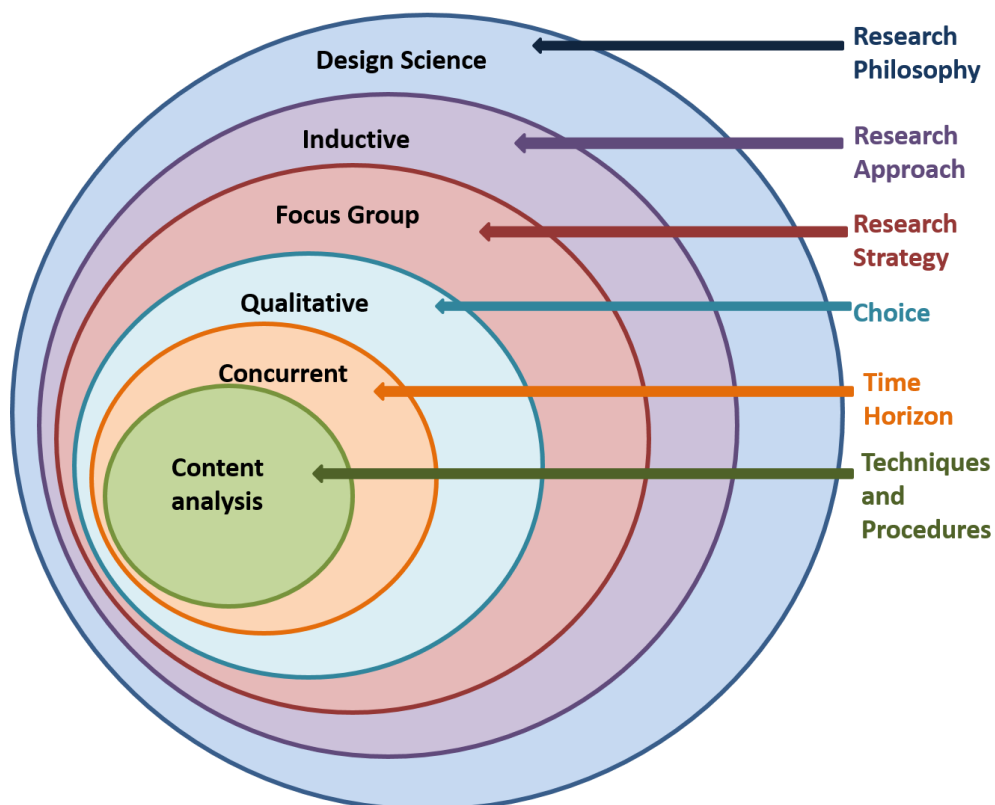 Design Science
Research
Philosophy
Inductive
Research
Approach
Focus Group
Research
Strategy
Qualitative
Choice
Concurrent
Time
Horizon
Content
analysis
Techniques
and
Procedures